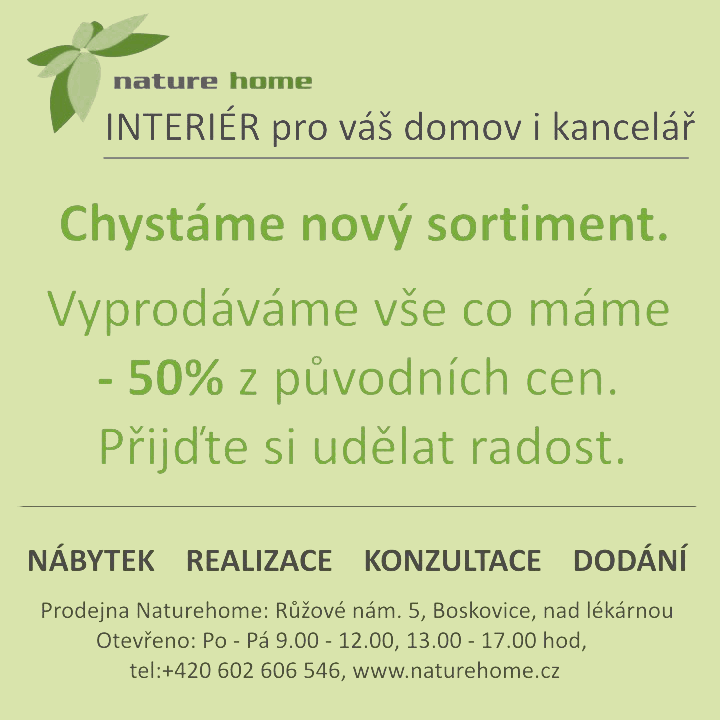 nature home
INTERIÉR pro váš domov i kancelář
Chystáme nový sortiment.
Vyprodáváme vše co máme
- 50% z původních cen.
Přijďte si udělat radost.
NÁBYTEK REALIZACE KONZULTACE DODÁNÍ
Prodejna Naturehome: Růžové nám. 5, Boskovice, nad lékárnou
Otevřeno: Po - Pá 9.00 - 12.00, 13.00 - 17.00 hod,
tel:+420 602 606 546, www.naturehome.cz